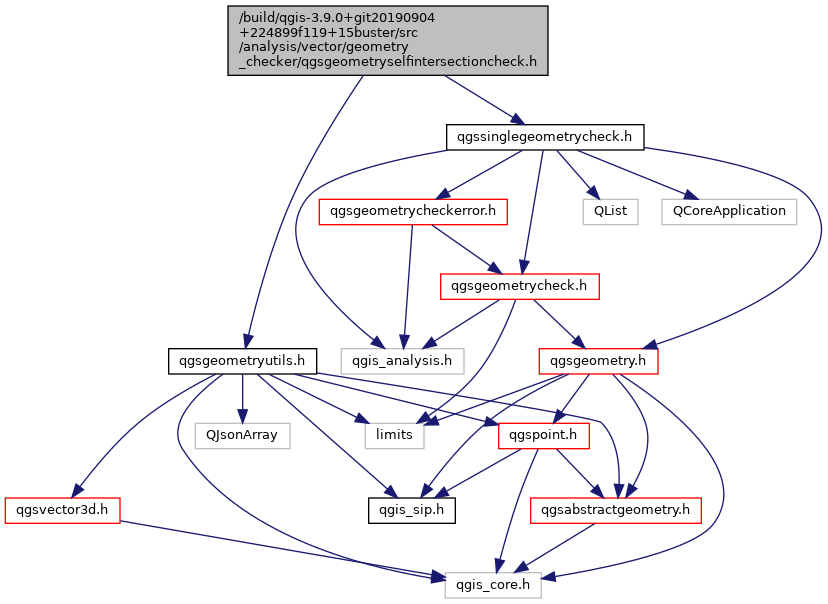 /build/qgis-3.9.0+git20190904
+224899f119+15buster/src
/analysis/vector/geometry
_checker/qgsgeometryselfintersectioncheck.h
qgssinglegeometrycheck.h
qgsgeometrycheckerror.h
QList
QCoreApplication
qgsgeometrycheck.h
qgsgeometryutils.h
qgis_analysis.h
qgsgeometry.h
QJsonArray
limits
qgspoint.h
qgsvector3d.h
qgis_sip.h
qgsabstractgeometry.h
qgis_core.h